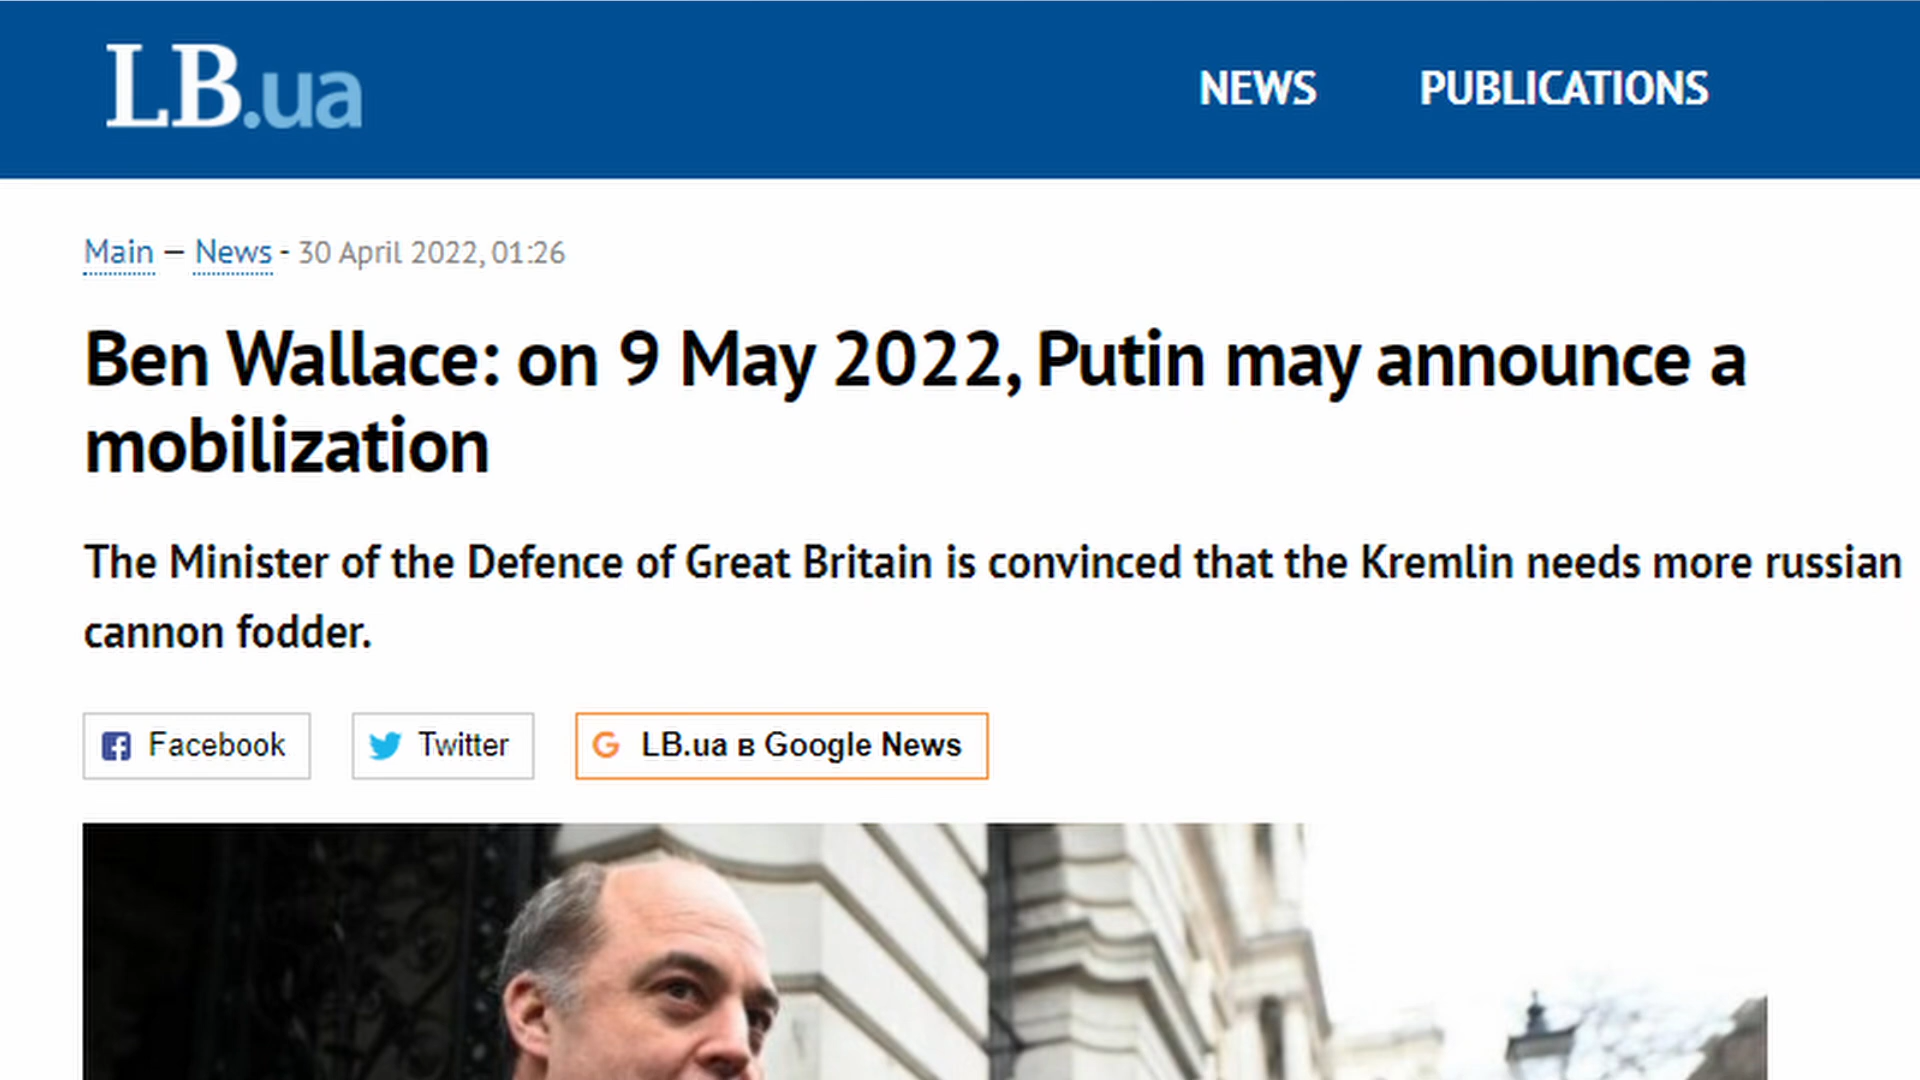 LB.ua
NEWS PUBLICATIONS
Main – News - 30 April 2022, 01:26
Ben Wallace: on 9 May 2022, Putin may announce a
mobilization
The Minister of the Defence of Great Britain is convinced that the Kremlin needs more russian
cannon fodder.
Facebook Twitter LB.ua в Google News